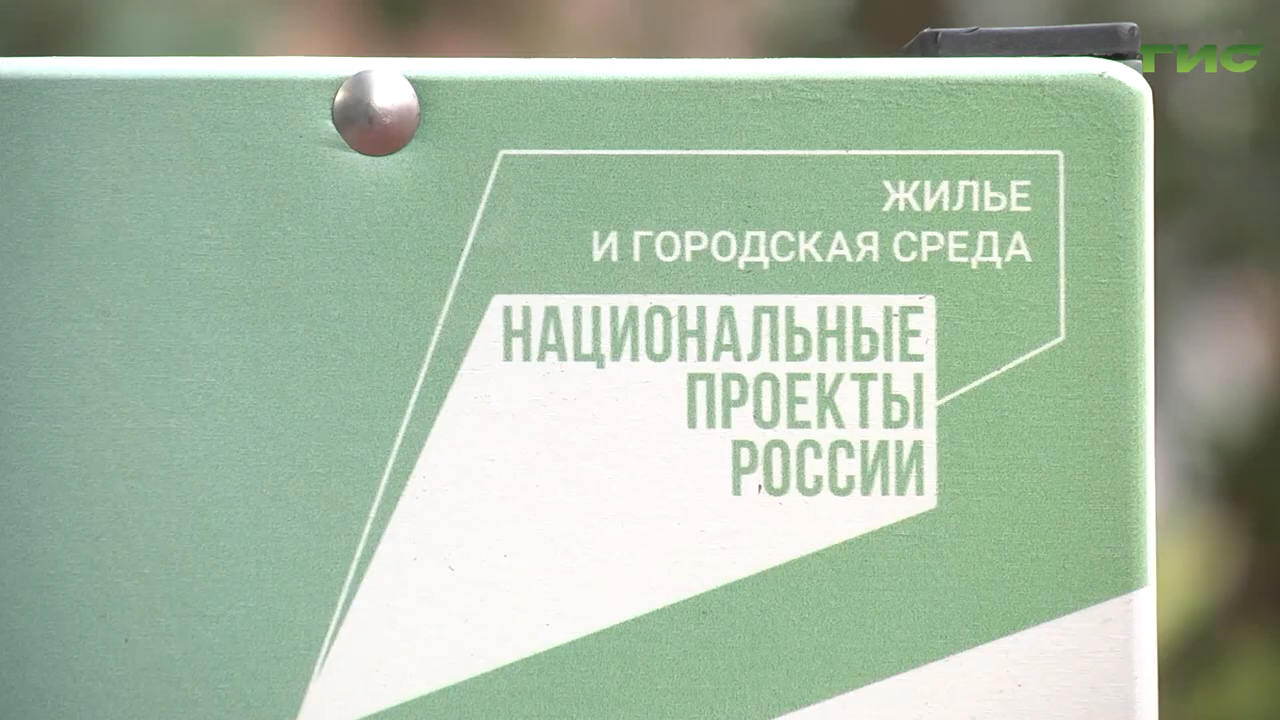 ГИС
ЖИЛЬЕ
И ГОРОДСКАЯ СРЕДА
НАЦИОНАЛЬНЫЕ
ПРОЕКТЫ
РОССИИ